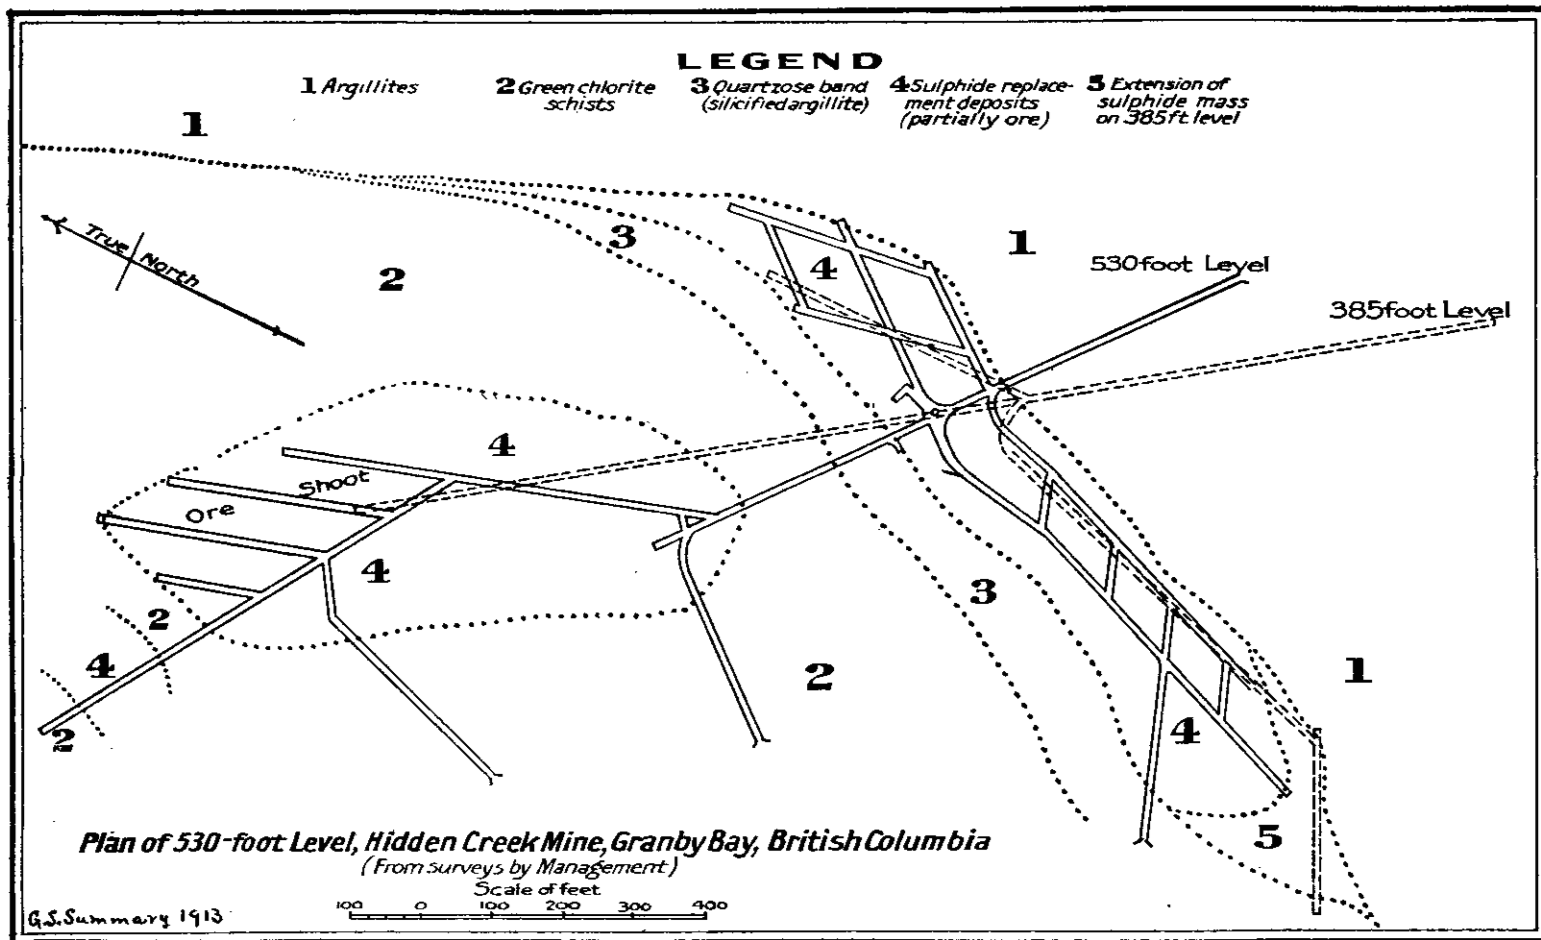 LEGEND
1 Argillites
2 Green chlorite
schists
3 Quartzose band
(silicified argillite)
4 Sulphide replace-
ment deposits
(partially ore)
5 Extension of
sulphide mass
on 385 ft. level
1
True North
2
3
4
1
530 foot Level
385 foot Level
4
Ore Shoot
4
2
4
2
3
2
1
4
5
Plan of 530-foot Level, Hidden Creek Mine, Granby Bay, British Columbia
(From surveys by Management)
Scale of feet
100 0 100 200 300 400
G.S. Summary 1913